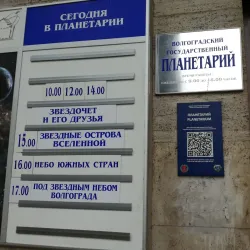 СЕГОДНЯ
В ПЛАНЕТАРИИ
10.00 12.00 14.00
ЗВЕЗДОЧЕТ
И ЕГО ДРУЗЬЯ
15.00 ЗВЕЗДНЫЕ ОСТРОВА
ВСЕЛЕННОЙ
16.00 НЕБО ЮЖНЫХ СТРАН
17.00 ПОД ЗВЕЗДНЫМ НЕБОМ
ВОЛГОГРАДА
ВОЛГОГРАДСКИЙ
ГОСУДАРСТВЕННЫЙ
ПЛАНЕТАРИЙ